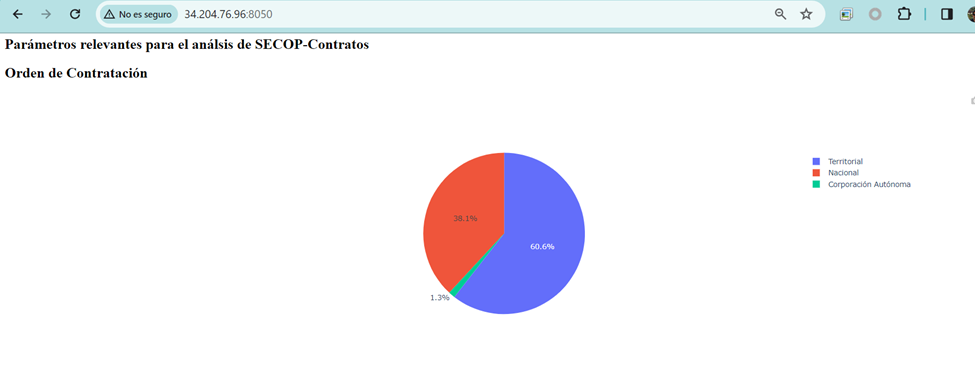 No es seguro 34.204.76.96:8050
Parámetros relevantes para el análsis de SECOP-Contratos
Orden de Contratación
Territorial
Nacional
Corporación Autónoma
38.1%
60.6%
1.3%